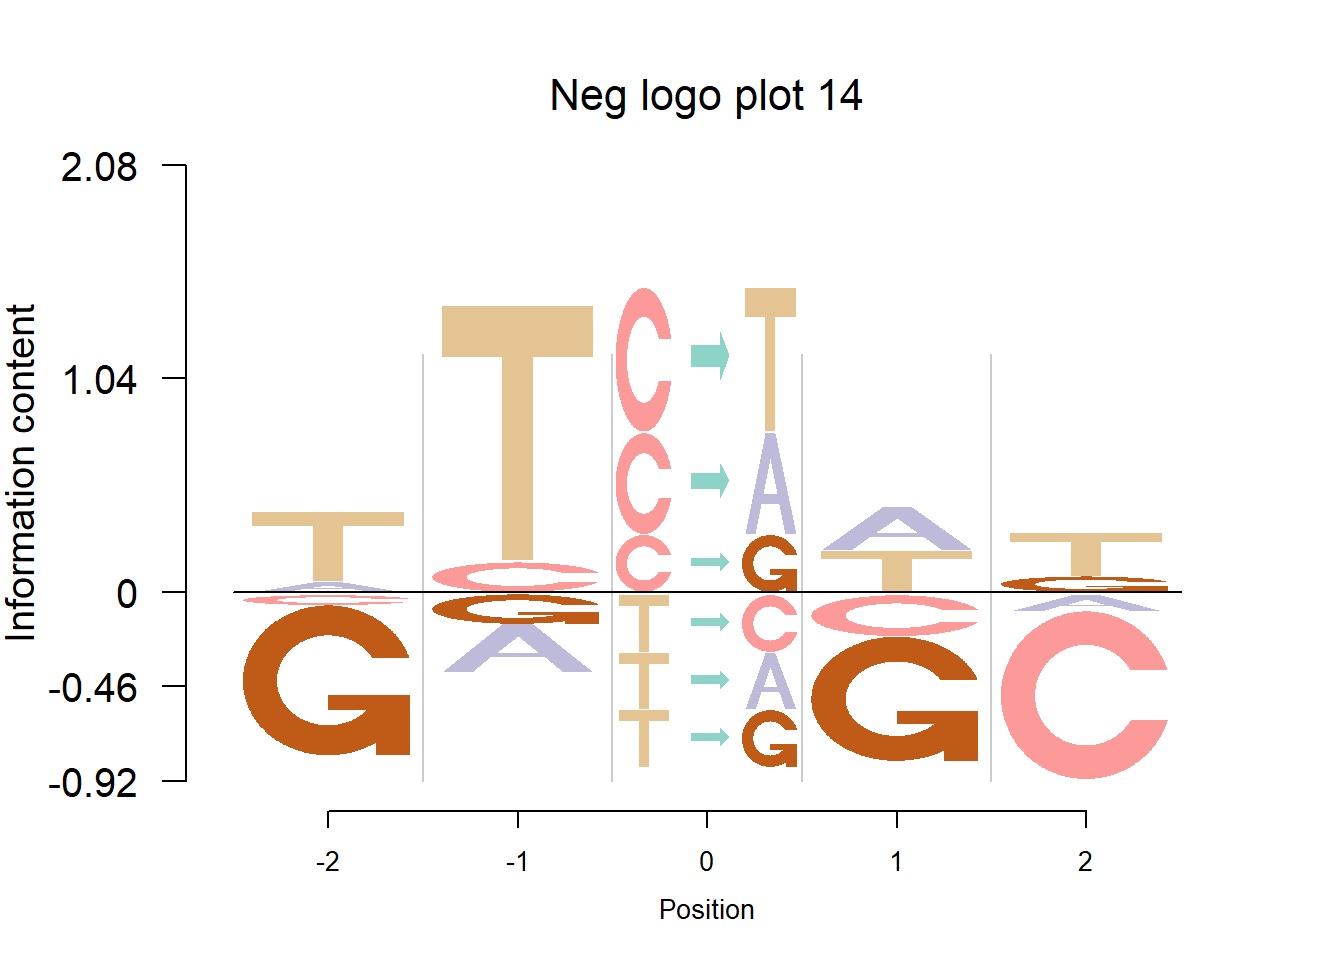 Neg logo plot 14
Information content
2.08
1.04
0
-0.46
-0.92
T A C G
T C G A
C → T
C → A
C → G
T → C
T → A
T → G
A T C G
T G A C
-2 -1 0 1 2
Position